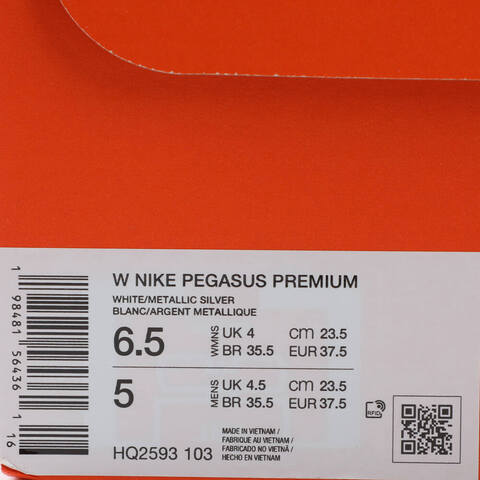 W NIKE PEGASUS PREMIUM
WHITE/METALLIC SILVER
BLANC/ARGENT METALLIQUE
6.5 WMNS UK 4 cm 23.5
BR 35.5 EUR 37.5
5 MENS UK 4.5 cm 23.5
BR 35.5 EUR 37.5
RFID
MADE IN VIETNAM /
FABRIQUE AU VIETNAM /
FABRICADO NO VIETNÃ /
HECHO EN VIETNAM
HQ2593 103
1 98481 56436 1 16